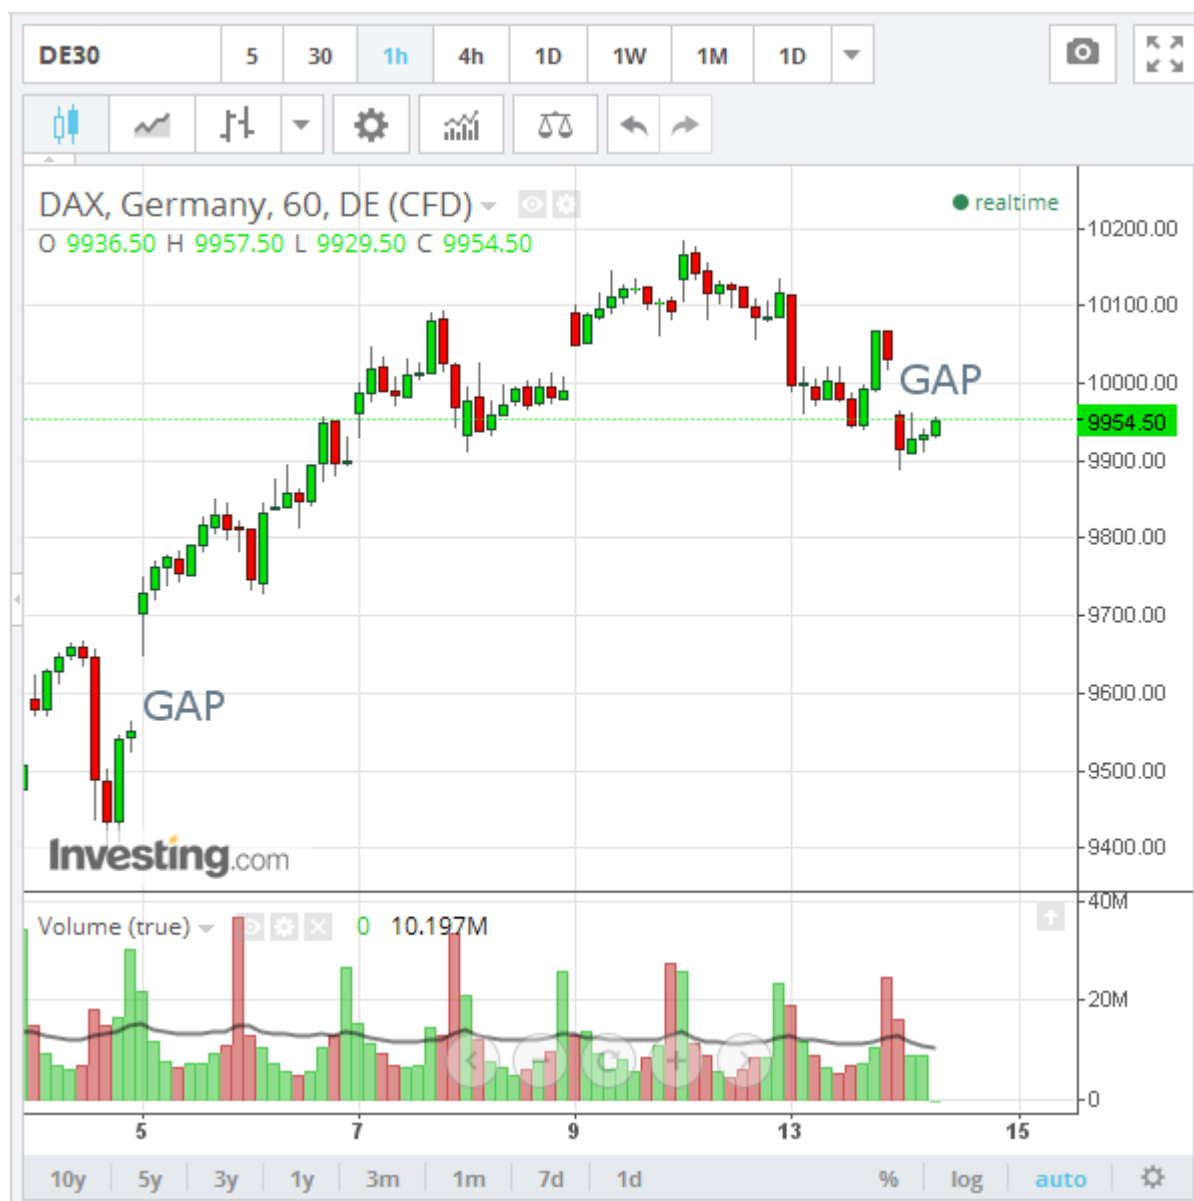 DE30 5 30 1h 4h 1D 1W 1M 1D
DAX, Germany, 60, DE (CFD)
realtime
O 9936.50 H 9957.50 L 9929.50 C 9954.50
10200.00
10100.00
GAP
10000.00
9954.50
9900.00
9800.00
9700.00
GAP
9600.00
9500.00
9400.00
Investing.com
40M
Volume (true) 0 10.197M
20M
0
5 7 9 13 15
10y 5y 3y 1y 3m 1m 7d 1d % log auto